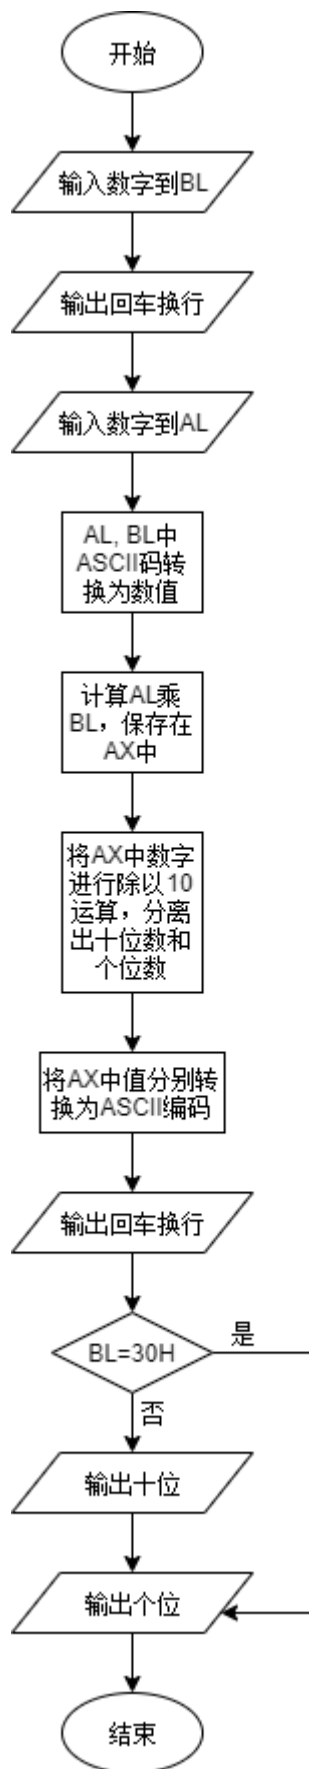 开始
输入数字到BL
输出回车换行
输入数字到AL
AL, BL中
ASCII码转
换为数值
计算AL乘
BL，保存在
AX中
将AX中数字
进行除以10
运算，分离
出十位数和
个位数
将AX中值分别转
换为ASCII编码
输出回车换行
BL=30H
是
否
输出十位
输出个位
结束